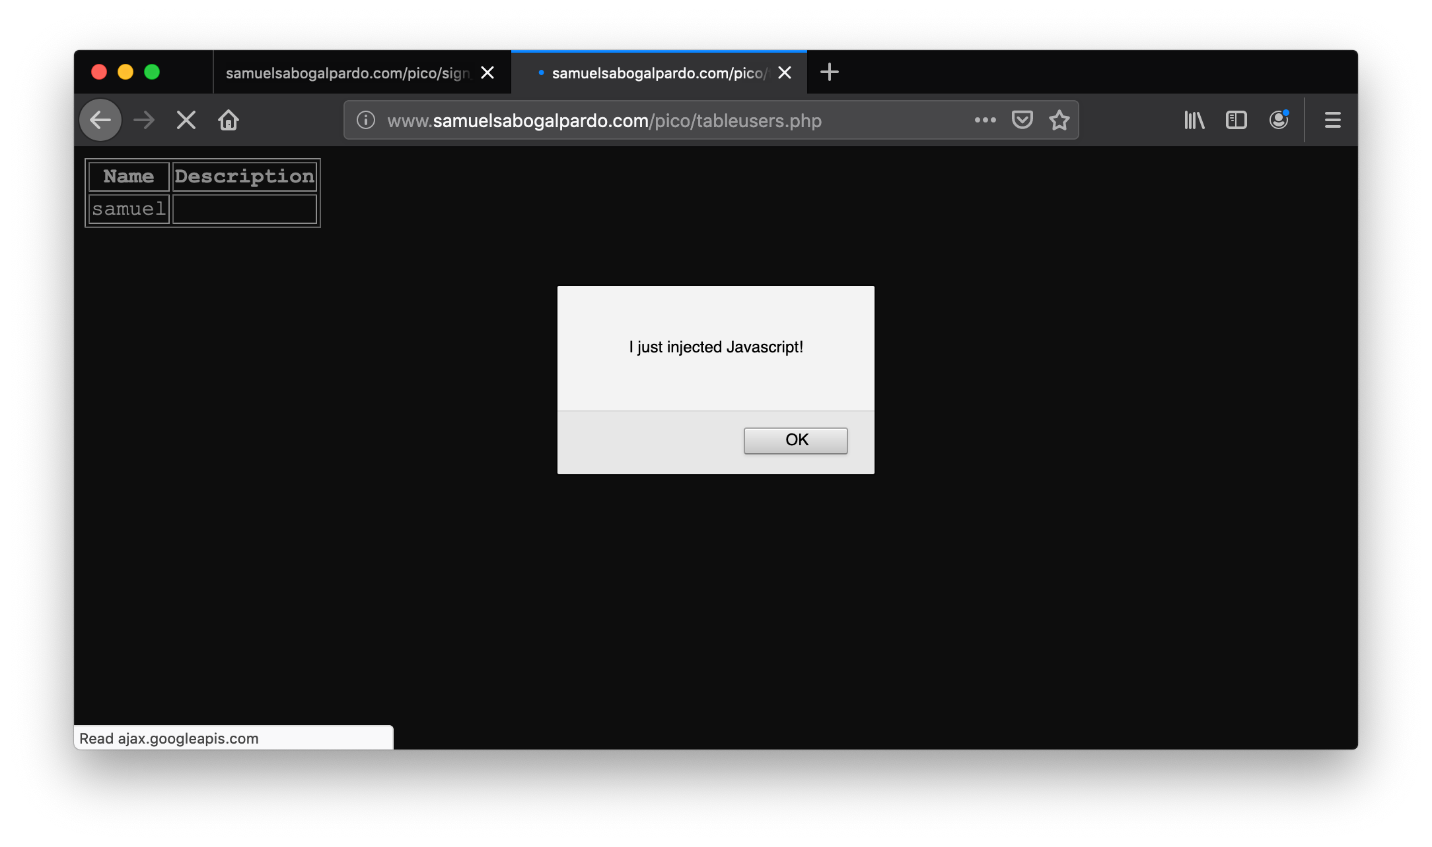 samuelsabogalpardo.com/pico/sign
samuelsabogalpardo.com/pico/
www.samuelsabogalpardo.com/pico/tableusers.php
Name Description
samuel
I just injected Javascript!
OK
Read ajax.googleapis.com